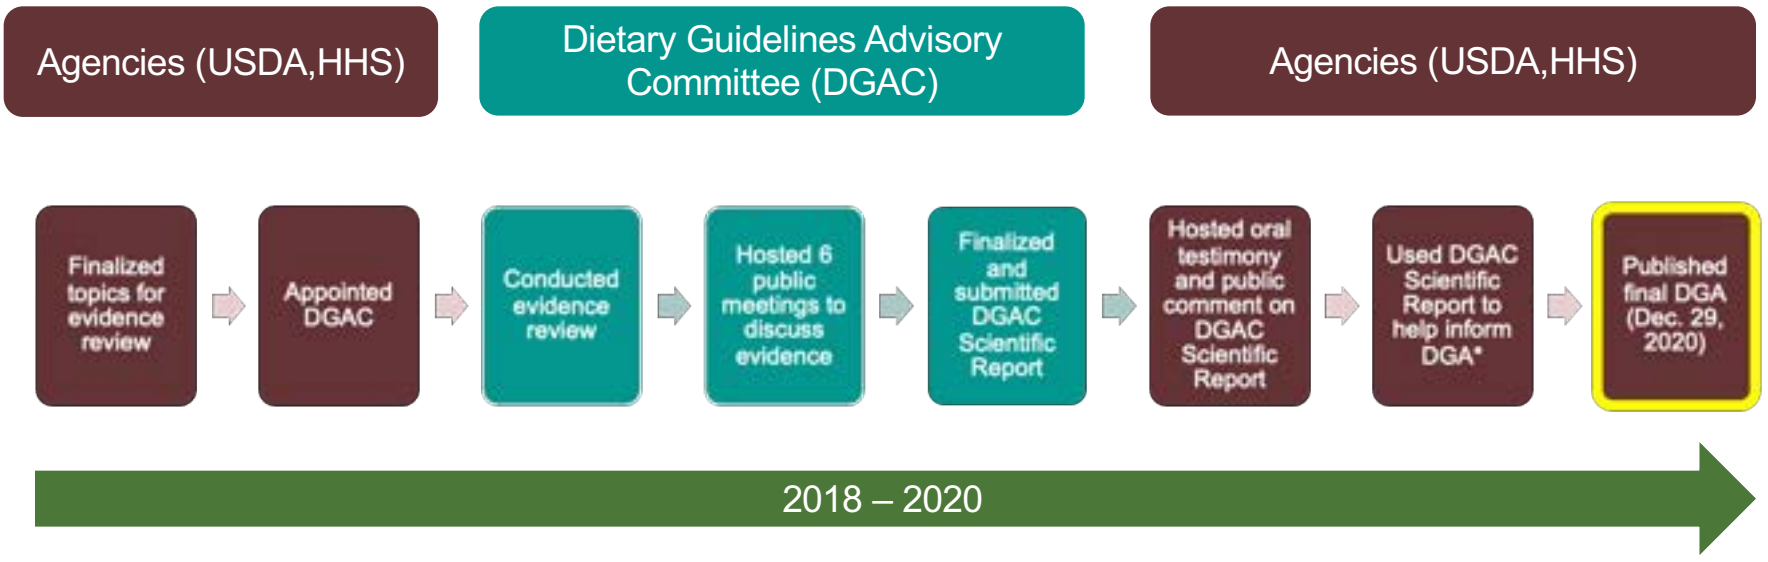 Agencies (USDA,HHS)
Dietary Guidelines Advisory
Committee (DGAC)
Agencies (USDA,HHS)
Finalized
topics for
evidence
review
Appointed
DGAC
Conducted
evidence
review
Hosted 6
public
meetings to
discuss
evidence
Finalized
and
submitted
DGAC
Scientific
Report
Hosted oral
testimony
and public
comment on
DGAC
Scientific
Report
Used DGAC
Scientific
Report to
help inform
DGA*
Published
final DGA
(Dec. 29,
2020)
2018 – 2020